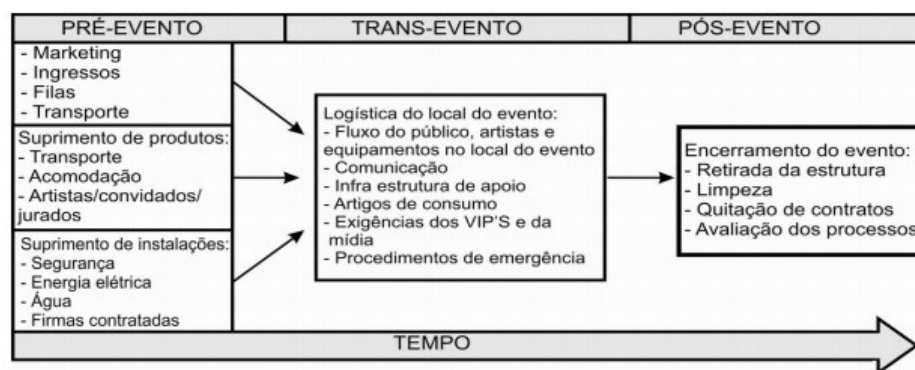 PRÉ-EVENTO
TRANS-EVENTO
PÓS-EVENTO
- Marketing
- Ingressos
- Filas
- Transporte
Suprimento de produtos:
- Transporte
- Acomodação
- Artistas/convidados/
jurados
Suprimento de instalações:
- Segurança
- Energia elétrica
- Água
- Firmas contratadas
Logística do local do evento:
- Fluxo do público, artistas e
equipamentos no local do evento
- Comunicação
- Infra estrutura de apoio
- Artigos de consumo
- Exigências dos VIP'S e da
mídia
- Procedimentos de emergência
Encerramento do evento:
- Retirada da estrutura
- Limpeza
- Quitação de contratos
- Avaliação dos processos
TEMPO